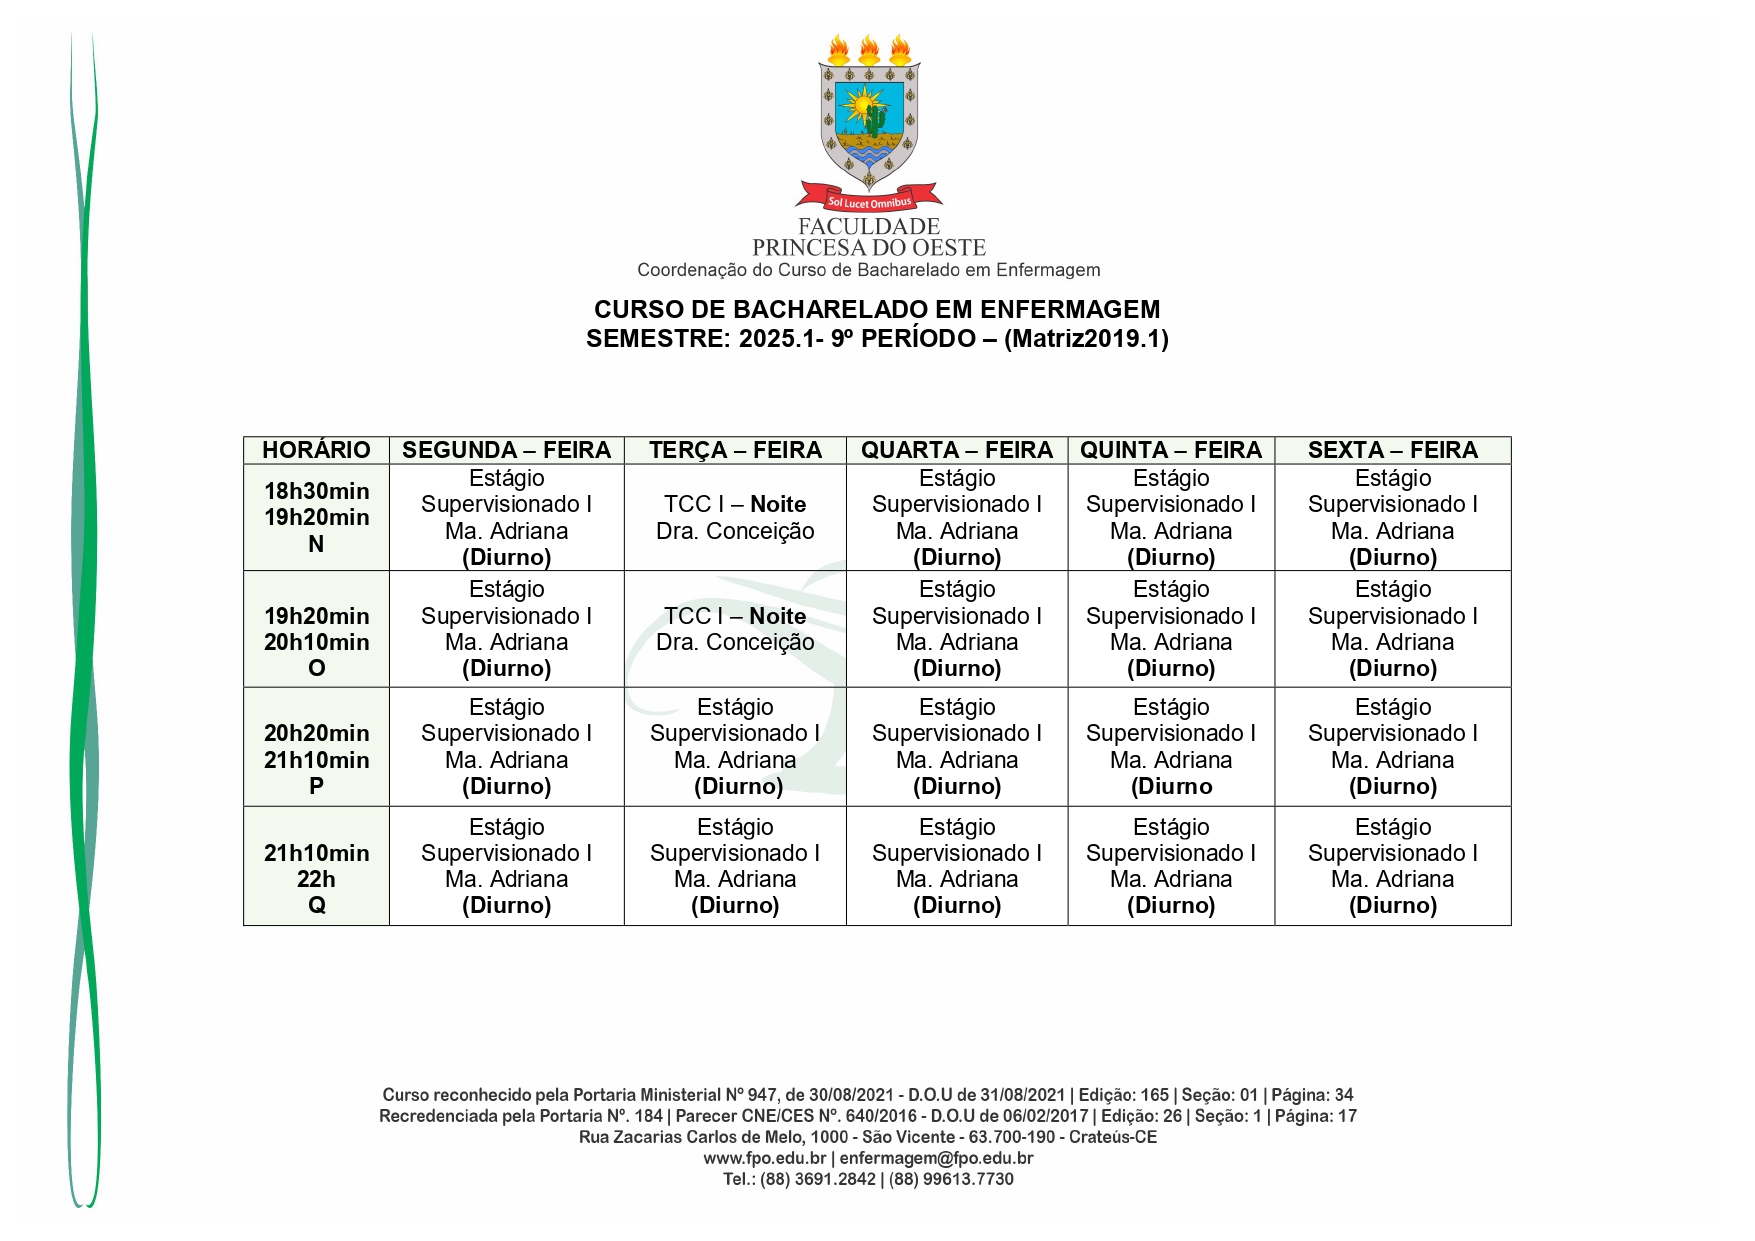 Sol Lucet Omnibus
FACULDADE
PRINCESA DO OESTE
Coordenação do Curso de Bacharelado em Enfermagem
CURSO DE BACHARELADO EM ENFERMAGEM
SEMESTRE: 2025.1- 9º PERÍODO – (Matriz2019.1)
HORÁRIO SEGUNDA – FEIRA TERÇA – FEIRA QUARTA – FEIRA QUINTA – FEIRA SEXTA – FEIRA
18h30min
19h20min
N
Estágio
Supervisionado I
Ma. Adriana
(Diurno)
TCC I – Noite
Dra. Conceição
Estágio
Supervisionado I
Ma. Adriana
(Diurno)
Estágio
Supervisionado I
Ma. Adriana
(Diurno)
Estágio
Supervisionado I
Ma. Adriana
(Diurno)
19h20min
20h10min
O
Estágio
Supervisionado I
Ma. Adriana
(Diurno)
TCC I – Noite
Dra. Conceição
Estágio
Supervisionado I
Ma. Adriana
(Diurno)
Estágio
Supervisionado I
Ma. Adriana
(Diurno)
Estágio
Supervisionado I
Ma. Adriana
(Diurno)
20h20min
21h10min
P
Estágio
Supervisionado I
Ma. Adriana
(Diurno)
Estágio
Supervisionado I
Ma. Adriana
(Diurno)
Estágio
Supervisionado I
Ma. Adriana
(Diurno)
Estágio
Supervisionado I
Ma. Adriana
(Diurno
Estágio
Supervisionado I
Ma. Adriana
(Diurno)
21h10min
22h
Q
Estágio
Supervisionado I
Ma. Adriana
(Diurno)
Estágio
Supervisionado I
Ma. Adriana
(Diurno)
Estágio
Supervisionado I
Ma. Adriana
(Diurno)
Estágio
Supervisionado I
Ma. Adriana
(Diurno)
Estágio
Supervisionado I
Ma. Adriana
(Diurno)
Curso reconhecido pela Portaria Ministerial Nº 947, de 30/08/2021 - D.O.U de 31/08/2021 | Edição: 165 | Seção: 01 | Página: 34
Recredenciada pela Portaria Nº. 184 | Parecer CNE/CES Nº. 640/2016 - D.O.U de 06/02/2017 | Edição: 26 | Seção: 1 | Página: 17
Rua Zacarias Carlos de Melo, 1000 - São Vicente - 63.700-190 - Crateús-CE
www.fpo.edu.br | enfermagem@fpo.edu.br
Tel.: (88) 3691.2842 | (88) 99613.7730